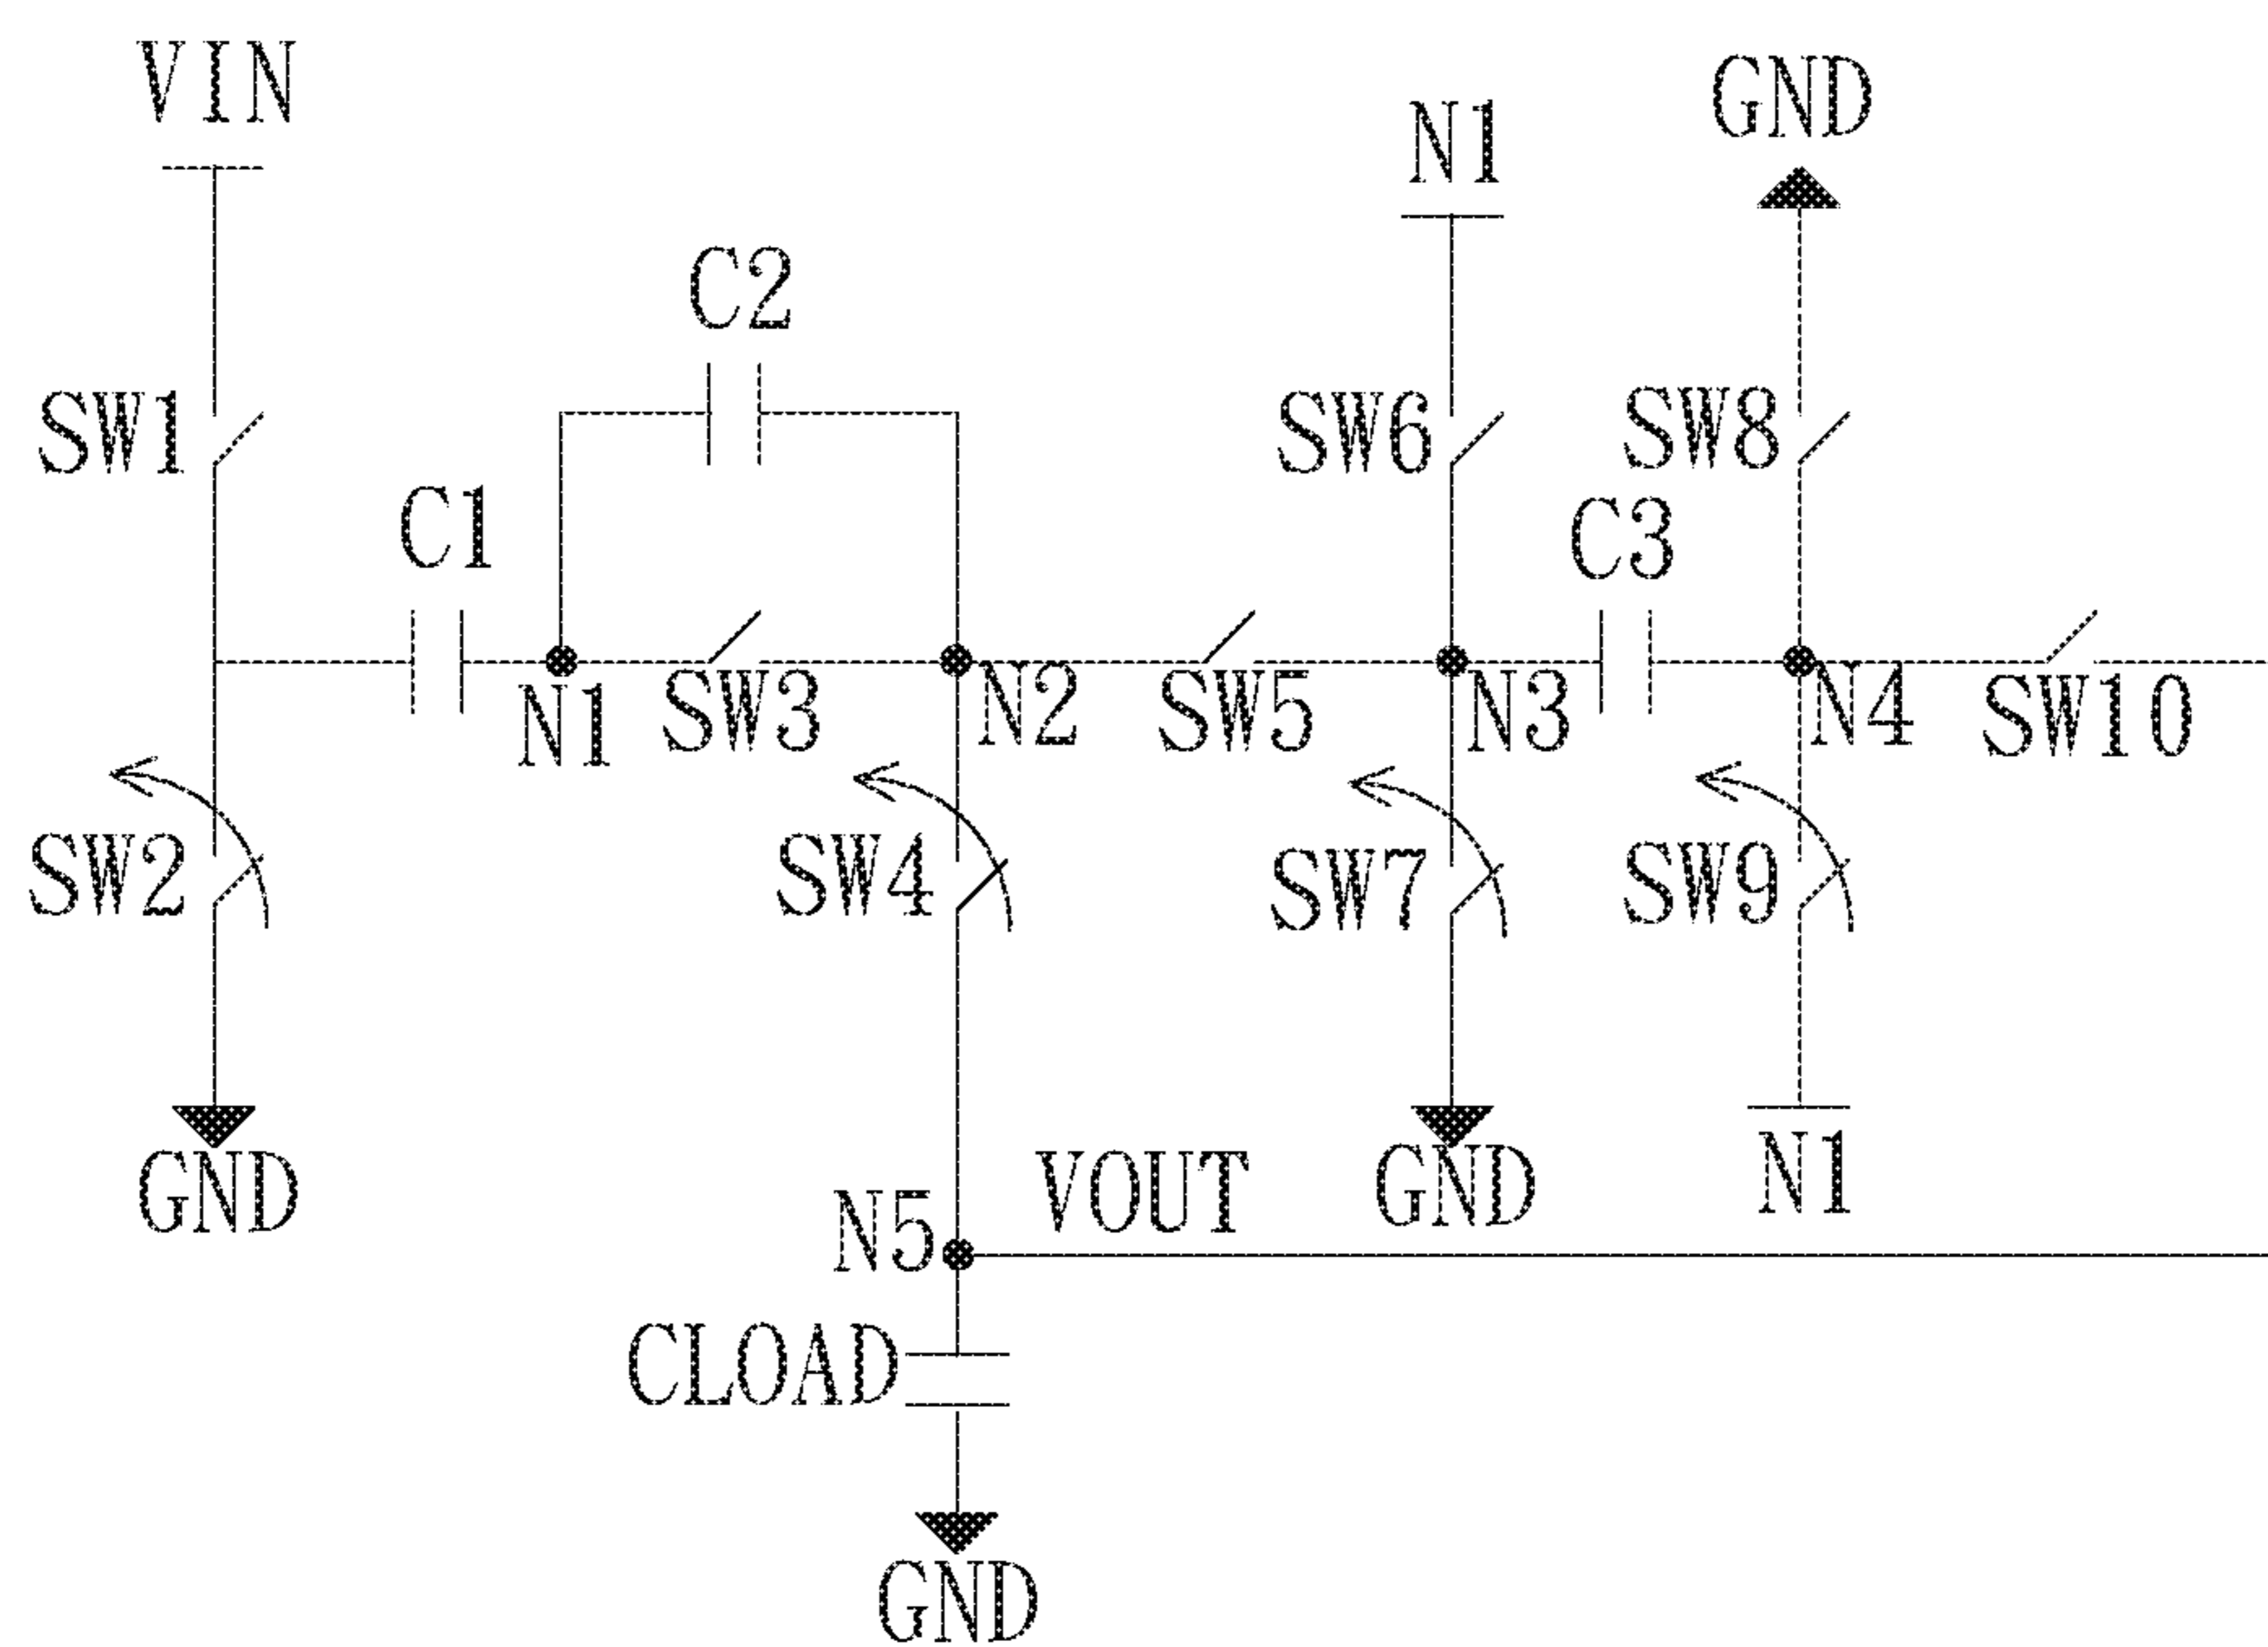 VIN
GND
N1
C2
SW1
SW6
SW8
C1
C3
N1
SW3
N2
SW5
N3
N4
SW10
SW2
SW4
SW7
SW9
GND
N5
VOUT
GND
N1
CLOAD
GND